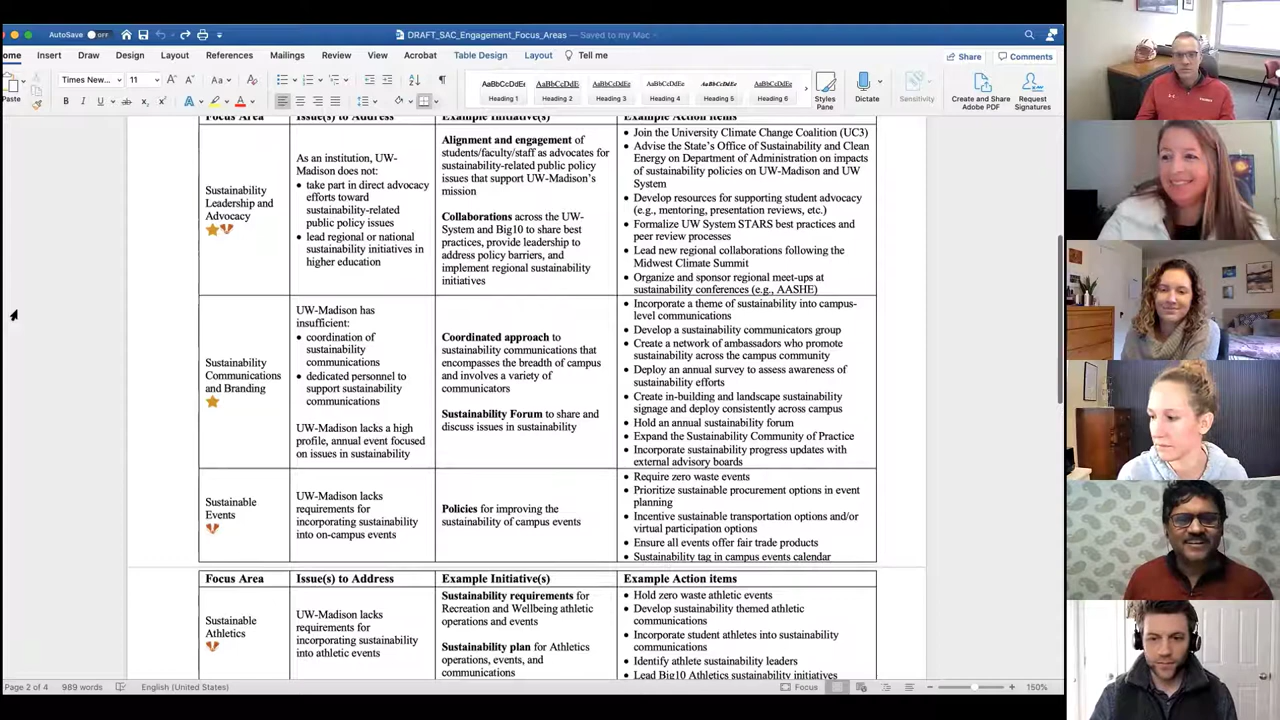 AutoSave OFF
DRAFT_SAC_Engagement_Focus_Areas — Saved to my Mac
ome Insert Draw Design Layout References Mailings Review View Acrobat Table Design Layout Tell me
Share Comments
Times New... 11
Paste
AaBbCcDdE AaBbCcDdE AaBbCcDdE AaBbCcDdE AaBbCcDdE AaBbCcDdE
Heading 1 Heading 2 Heading 3 Heading 4 Heading 5 Heading 6
Styles Pane
Dictate
Sensitivity
Create and Share Adobe PDF
Request Signatures
Focus Area Issue(s) to Address Example Initiative(s) Example Action items
Sustainability
Leadership and
Advocacy
As an institution, UW-
Madison does not:
• take part in direct advocacy
efforts toward
sustainability-related
public policy issues
• lead regional or national
sustainability initiatives in
higher education
Alignment and engagement of
students/faculty/staff as advocates for
sustainability-related public policy
issues that support UW-Madison's
mission
Collaborations across the UW-
System and Big10 to share best
practices, provide leadership to
address policy barriers, and
implement regional sustainability
initiatives
• Join the University Climate Change Coalition (UC3)
• Advise the State's Office of Sustainability and Clean
Energy on Department of Administration on impacts
of sustainability policies on UW-Madison and UW
System
• Develop resources for supporting student advocacy
(e.g., mentoring, presentation reviews, etc.)
• Formalize UW System STARS best practices and
peer review processes
• Lead new regional collaborations following the
Midwest Climate Summit
• Organize and sponsor regional meet-ups at
sustainability conferences (e.g., AASHE)
Sustainability
Communications
and Branding
UW-Madison has
insufficient:
• coordination of
sustainability
communications
• dedicated personnel to
support sustainability
communications
UW-Madison lacks a high
profile, annual event focused
on issues in sustainability
Coordinated approach to
sustainability communications that
encompasses the breadth of campus
and involves a variety of
communicators
Sustainability Forum to share and
discuss issues in sustainability
• Incorporate a theme of sustainability into campus-
level communications
• Develop a sustainability communicators group
• Create a network of ambassadors who promote
sustainability across the campus community
• Deploy an annual survey to assess awareness of
sustainability efforts
• Create in-building and landscape sustainability
signage and deploy consistently across campus
• Hold an annual sustainability forum
• Expand the Sustainability Community of Practice
• Incorporate sustainability progress updates with
external advisory boards
Sustainable
Events
UW-Madison lacks
requirements for
incorporating sustainability
into on-campus events
Policies for improving the
sustainability of campus events
• Require zero waste events
• Prioritize sustainable procurement options in event
planning
• Incentive sustainable transportation options and/or
virtual participation options
• Ensure all events offer fair trade products
• Sustainability tag in campus events calendar
Focus Area Issue(s) to Address Example Initiative(s) Example Action items
Sustainable
Athletics
UW-Madison lacks
requirements for
incorporating sustainability
into athletic events
Sustainability requirements for
Recreation and Wellbeing athletic
operations and events
Sustainability plan for Athletics
operations, events, and
communications
• Hold zero waste athletic events
• Develop sustainability themed athletic
communications
• Incorporate student athletes into sustainability
communications
• Identify athlete sustainability leaders
• Lead Big10 Athletics sustainability initiatives
Page 2 of 4 989 words English (United States) Focus 150%